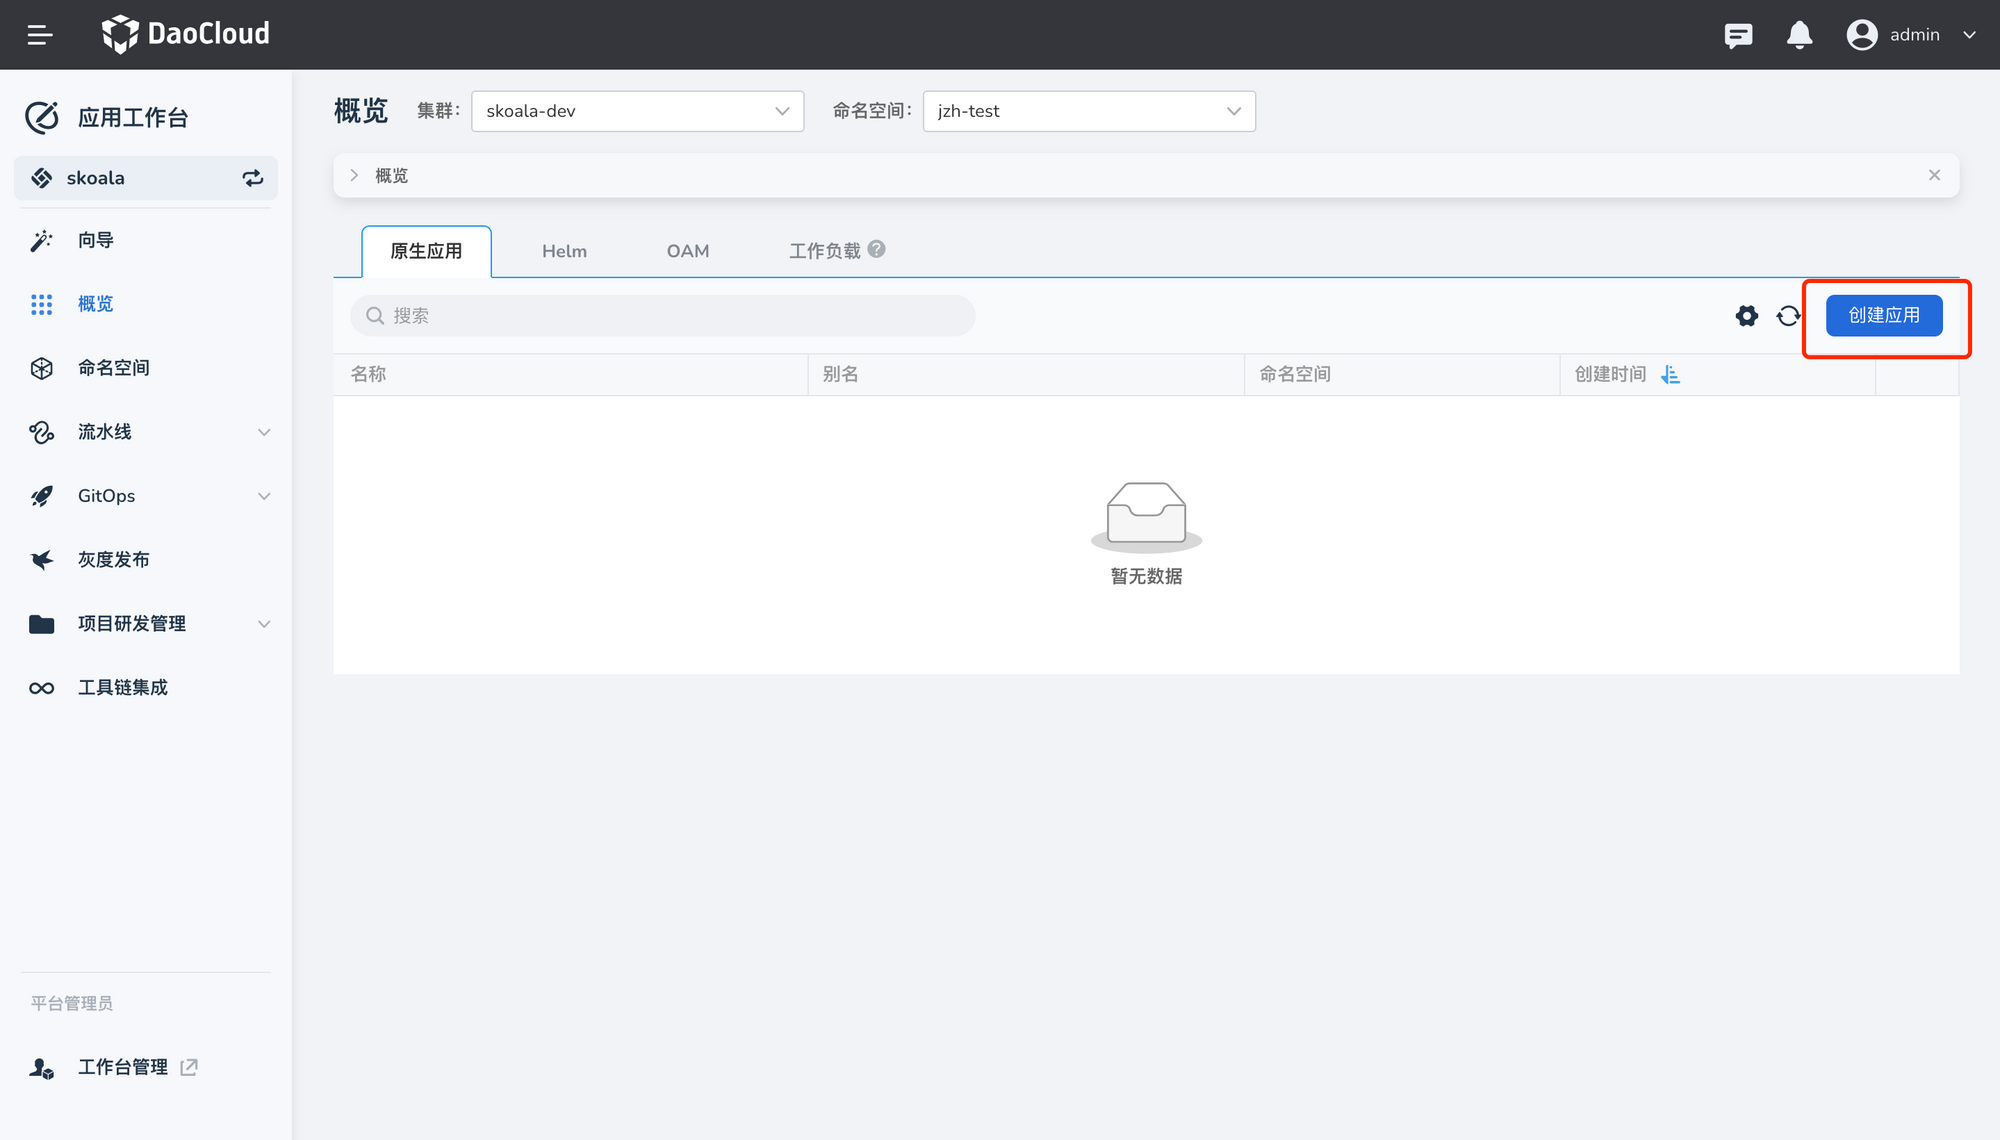 DaoCloud
admin
应用工作台
skoala
向导
概览
命名空间
流水线
GitOps
灰度发布
项目研发管理
工具链集成
平台管理员
工作台管理
概览 集群： skoala-dev 命名空间： jzh-test
概览
原生应用 Helm OAM 工作负载
搜索
创建应用
名称 别名 命名空间 创建时间
暂无数据